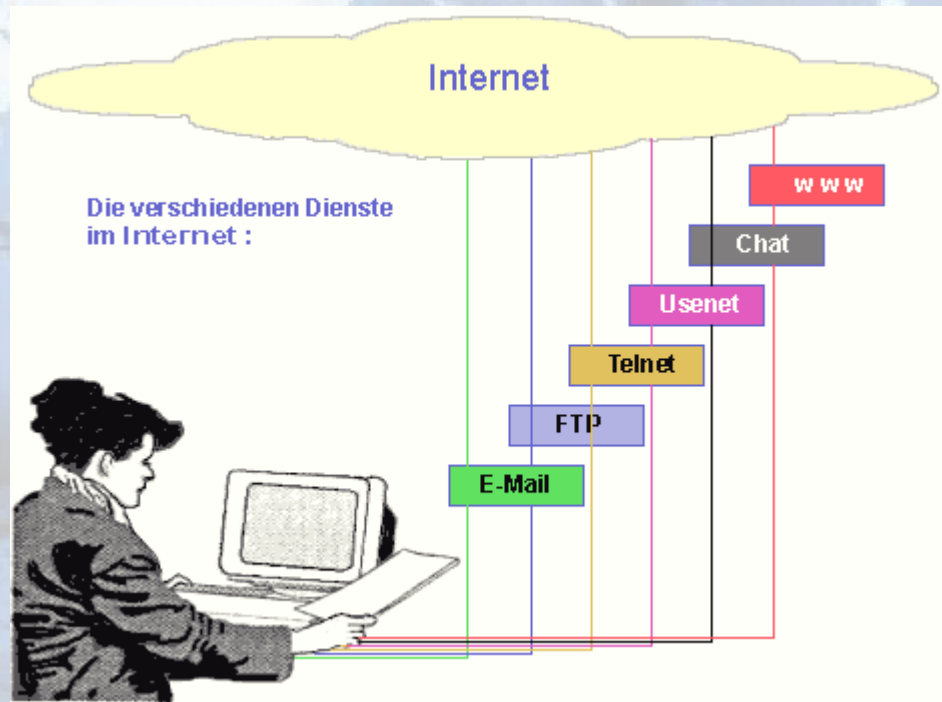 Internet
Die verschiedenen Dienste
im Internet :
W W W
Chat
Usenet
Telnet
FTP
E-Mail